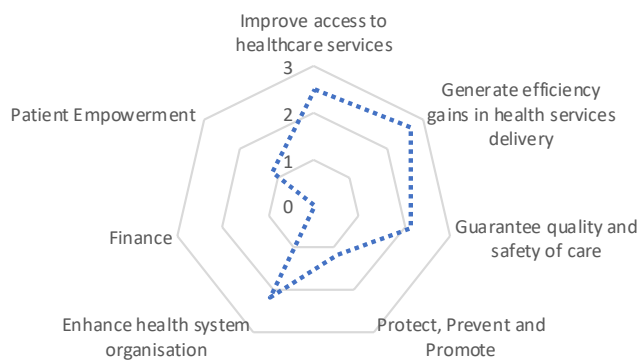 Improve access to
healthcare services
3
Generate efficiency
gains in health services
delivery
Patient Empowerment
2
1
0
Guarantee quality and
safety of care
Finance
Enhance health system
organisation
Protect, Prevent and
Promote